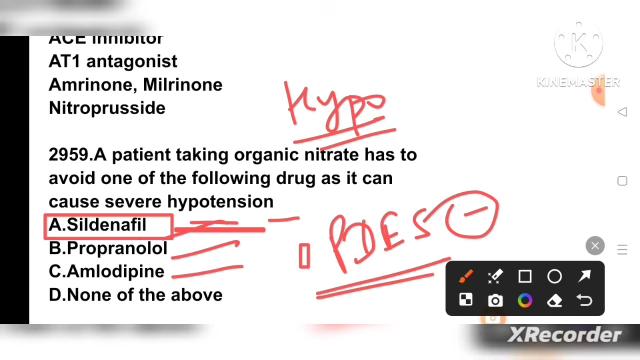 ACE inhibitor
AT1 antagonist
Amrinone, Milrinone
Nitroprusside
Hypo
KINEMASTER
2959.A patient taking organic nitrate has to
avoid one of the following drug as it can
cause severe hypotension
A.Sildenafil
B.Propranolol
C.Amlodipine
D.None of the above
PDE5 -
XRecorder